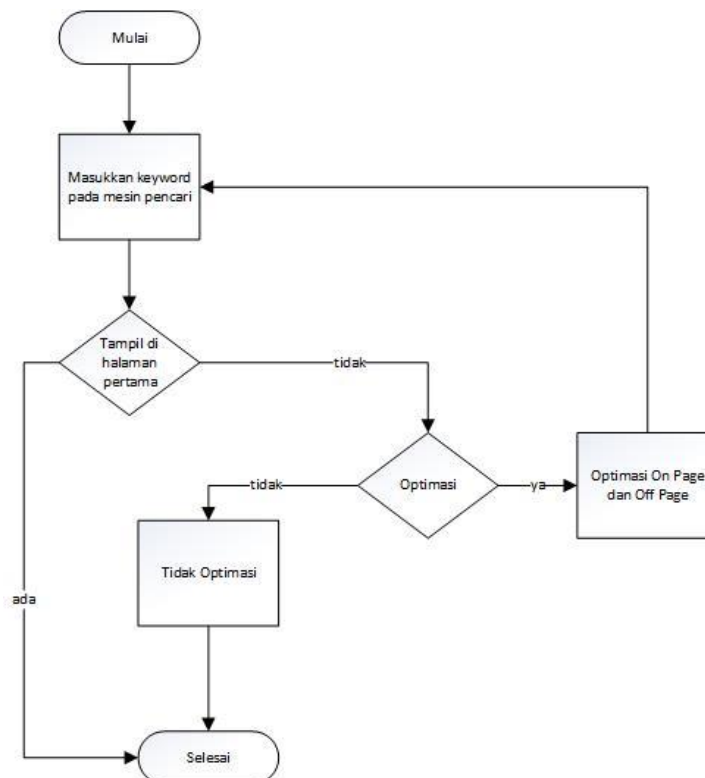 Mulai
Masukkan keyword
pada mesin pencari
Tampil di
halaman
pertama
tidak
Optimasi
ya
Optimasi On Page
dan Off Page
tidak
Tidak Optimasi
ada
Selesai